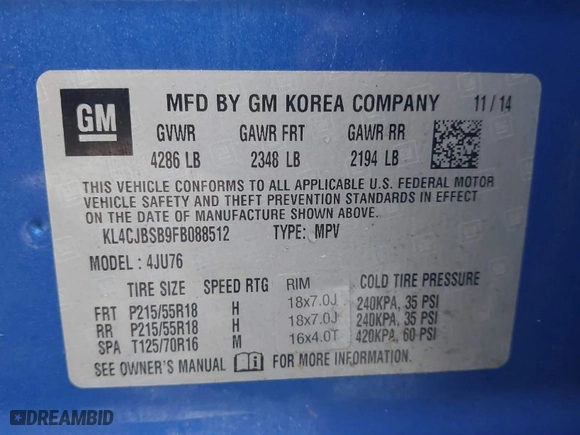 GM
MFD BY GM KOREA COMPANY 11/14
GVWR GAWR FRT GAWR RR
4286 LB 2348 LB 2194 LB
THIS VEHICLE CONFORMS TO ALL APPLICABLE U.S. FEDERAL MOTOR
VEHICLE SAFETY AND THEFT PREVENTION STANDARDS IN EFFECT
ON THE DATE OF MANUFACTURE SHOWN ABOVE.
KL4CJBSB9FB088512 TYPE: MPV
MODEL: 4JU76
TIRE SIZE SPEED RTG RIM COLD TIRE PRESSURE
FRT P215/55R18 H 18x7.0J 240KPA, 35 PSI
RR P215/55R18 H 18x7.0J 240KPA, 35 PSI
SPA T125/70R16 M 16x4.0T 420KPA, 60 PSI
SEE OWNER'S MANUAL FOR MORE INFORMATION.
DREAMBID